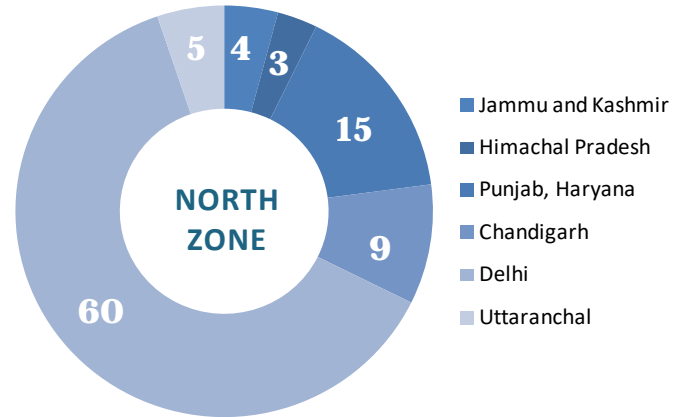 5
4
3
15
9
60
NORTH
ZONE
Jammu and Kashmir
Himachal Pradesh
Punjab, Haryana
Chandigarh
Delhi
Uttaranchal